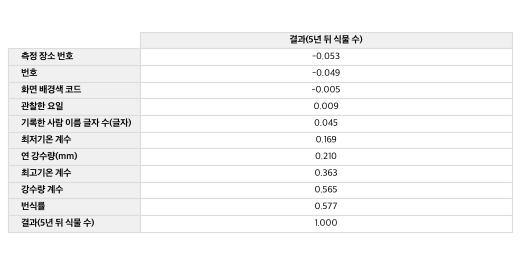 결과(5년 뒤 식물 수)
측정 장소 번호 -0.053
번호 -0.049
화면 배경색 코드 -0.005
관찰한 요일 0.009
기록한 사람 이름 글자 수(글자) 0.045
최저기온 계수 0.169
연 강수량(mm) 0.210
최고기온 계수 0.363
강수량 계수 0.565
번식률 0.577
결과(5년 뒤 식물 수) 1.000